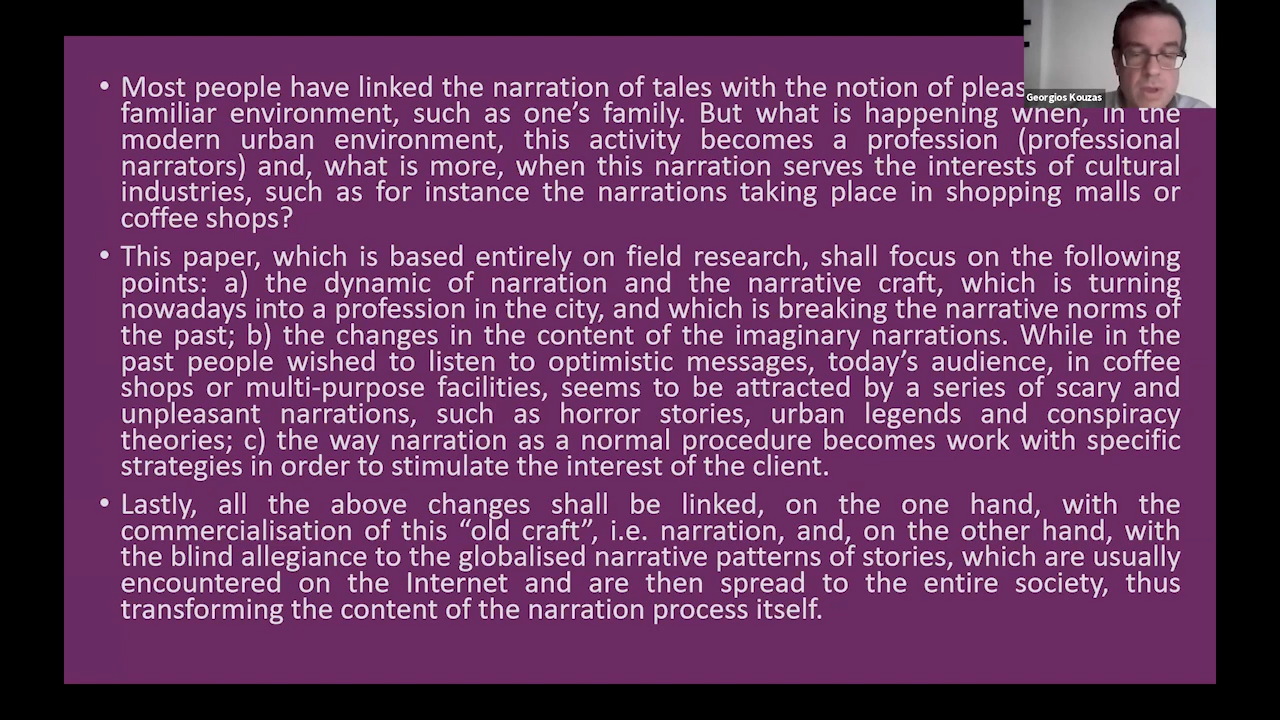 • Most people have linked the narration of tales with the notion of
familiar environment, such as one's family. But what is happening when, in the
modern urban environment, this activity becomes a profession (professional
narrators) and, what is more, when this narration serves the interests of cultural
industries, such as for instance the narrations taking place in shopping malls or
coffee shops?
• This paper, which is based entirely on field research, shall focus on the following
points: a) the dynamic of narration and the narrative craft, which is turning
nowadays into a profession in the city, and which is breaking the narrative norms of
the past; b) the changes in the content of the imaginary narrations. While in the
past people wished to listen to optimistic messages, today's audience, in coffee
shops or multi-purpose facilities, seems to be attracted by a series of scary and
unpleasant narrations, such as horror stories, urban legends and conspiracy
theories; c) the way narration as a normal procedure becomes work with specific
strategies in order to stimulate the interest of the client.
• Lastly, all the above changes shall be linked, on the one hand, with the
commercialisation of this “old craft”, i.e. narration, and, on the other hand, with
the blind allegiance to the globalised narrative patterns of stories, which are usually
encountered on the Internet and are then spread to the entire society, thus
transforming the content of the narration process itself.
Georgios Kouzas